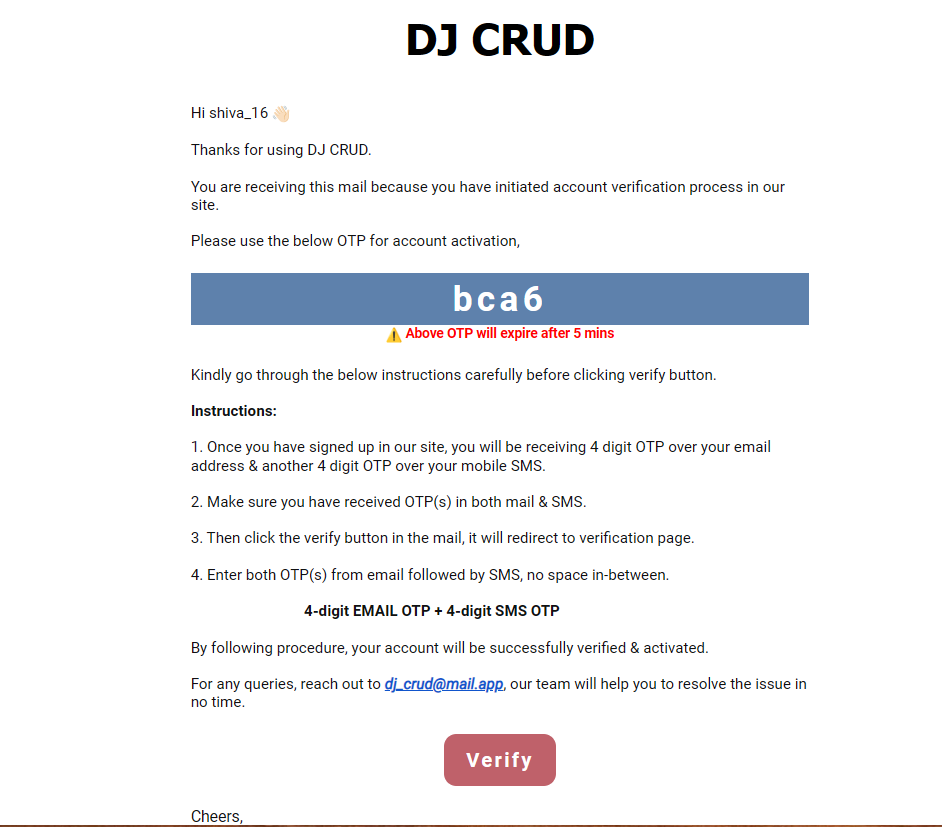 DJ CRUD
Hi shiva_16 👋🏻
Thanks for using DJ CRUD.
You are receiving this mail because you have initiated account verification process in our
site.
Please use the below OTP for account activation,
bca6
⚠️ Above OTP will expire after 5 mins
Kindly go through the below instructions carefully before clicking verify button.
Instructions:
1. Once you have signed up in our site, you will be receiving 4 digit OTP over your email
address & another 4 digit OTP over your mobile SMS.
2. Make sure you have received OTP(s) in both mail & SMS.
3. Then click the verify button in the mail, it will redirect to verification page.
4. Enter both OTP(s) from email followed by SMS, no space in-between.
4-digit EMAIL OTP + 4-digit SMS OTP
By following procedure, your account will be successfully verified & activated.
For any queries, reach out to dj_crud@mail.app, our team will help you to resolve the issue in
no time.
Verify
Cheers,